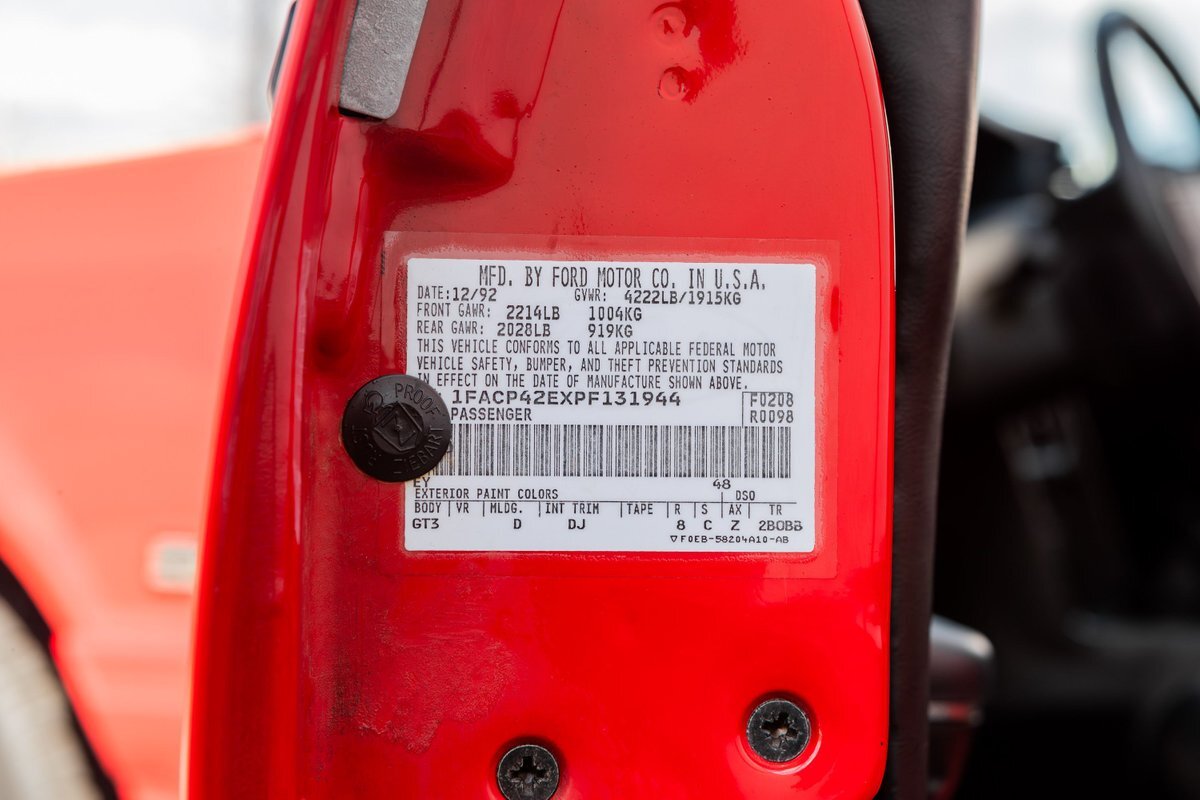 MFD. BY FORD MOTOR CO. IN U.S.A.
DATE: 12/92 GVWR: 4222LB/1915KG
FRONT GAWR: 2214LB 1004KG
REAR GAWR: 2028LB 919KG
THIS VEHICLE CONFORMS TO ALL APPLICABLE FEDERAL MOTOR
VEHICLE SAFETY, BUMPER, AND THEFT PREVENTION STANDARDS
IN EFFECT ON THE DATE OF MANUFACTURE SHOWN ABOVE.
1FACP42EXPF131944 F0208
PASSENGER R0098
PROOF
ZIEBART
EY 48
EXTERIOR PAINT COLORS DSO
BODY VR MLDG. INT TRIM TAPE R S AX TR
GT3 D DJ 8 C Z 2B0BB
F0EB-58204A10-AB